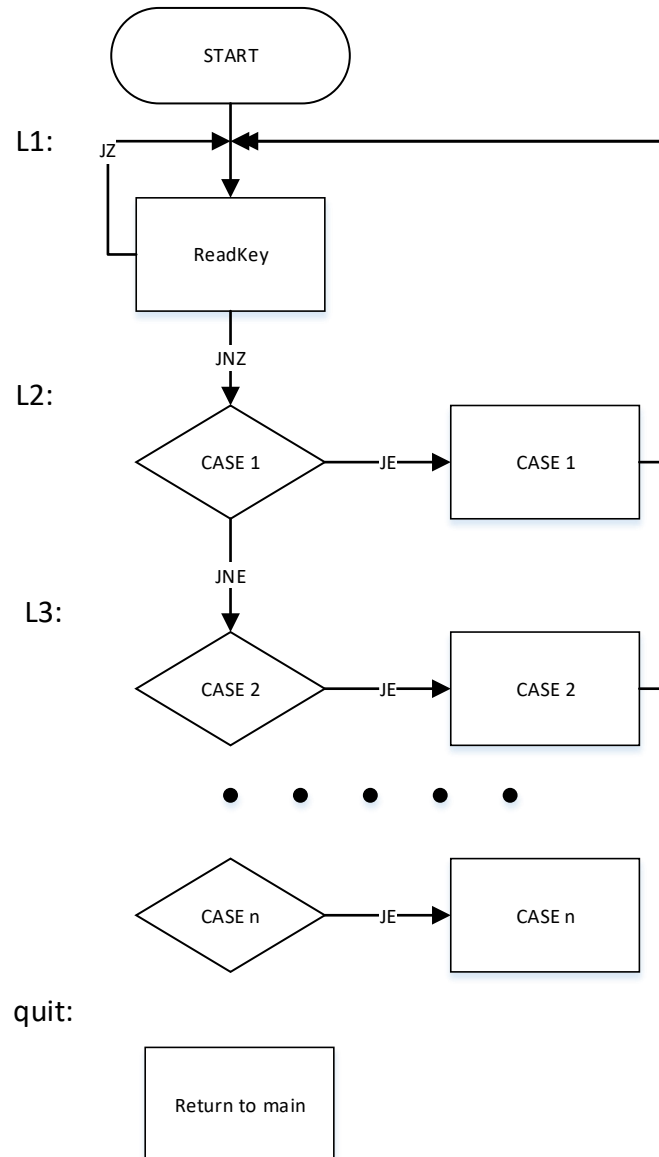 START
L1:
JZ
ReadKey
JNZ
L2:
CASE 1
JE
CASE 1
JNE
L3:
CASE 2
JE
CASE 2
CASE n
JE
CASE n
quit:
Return to main